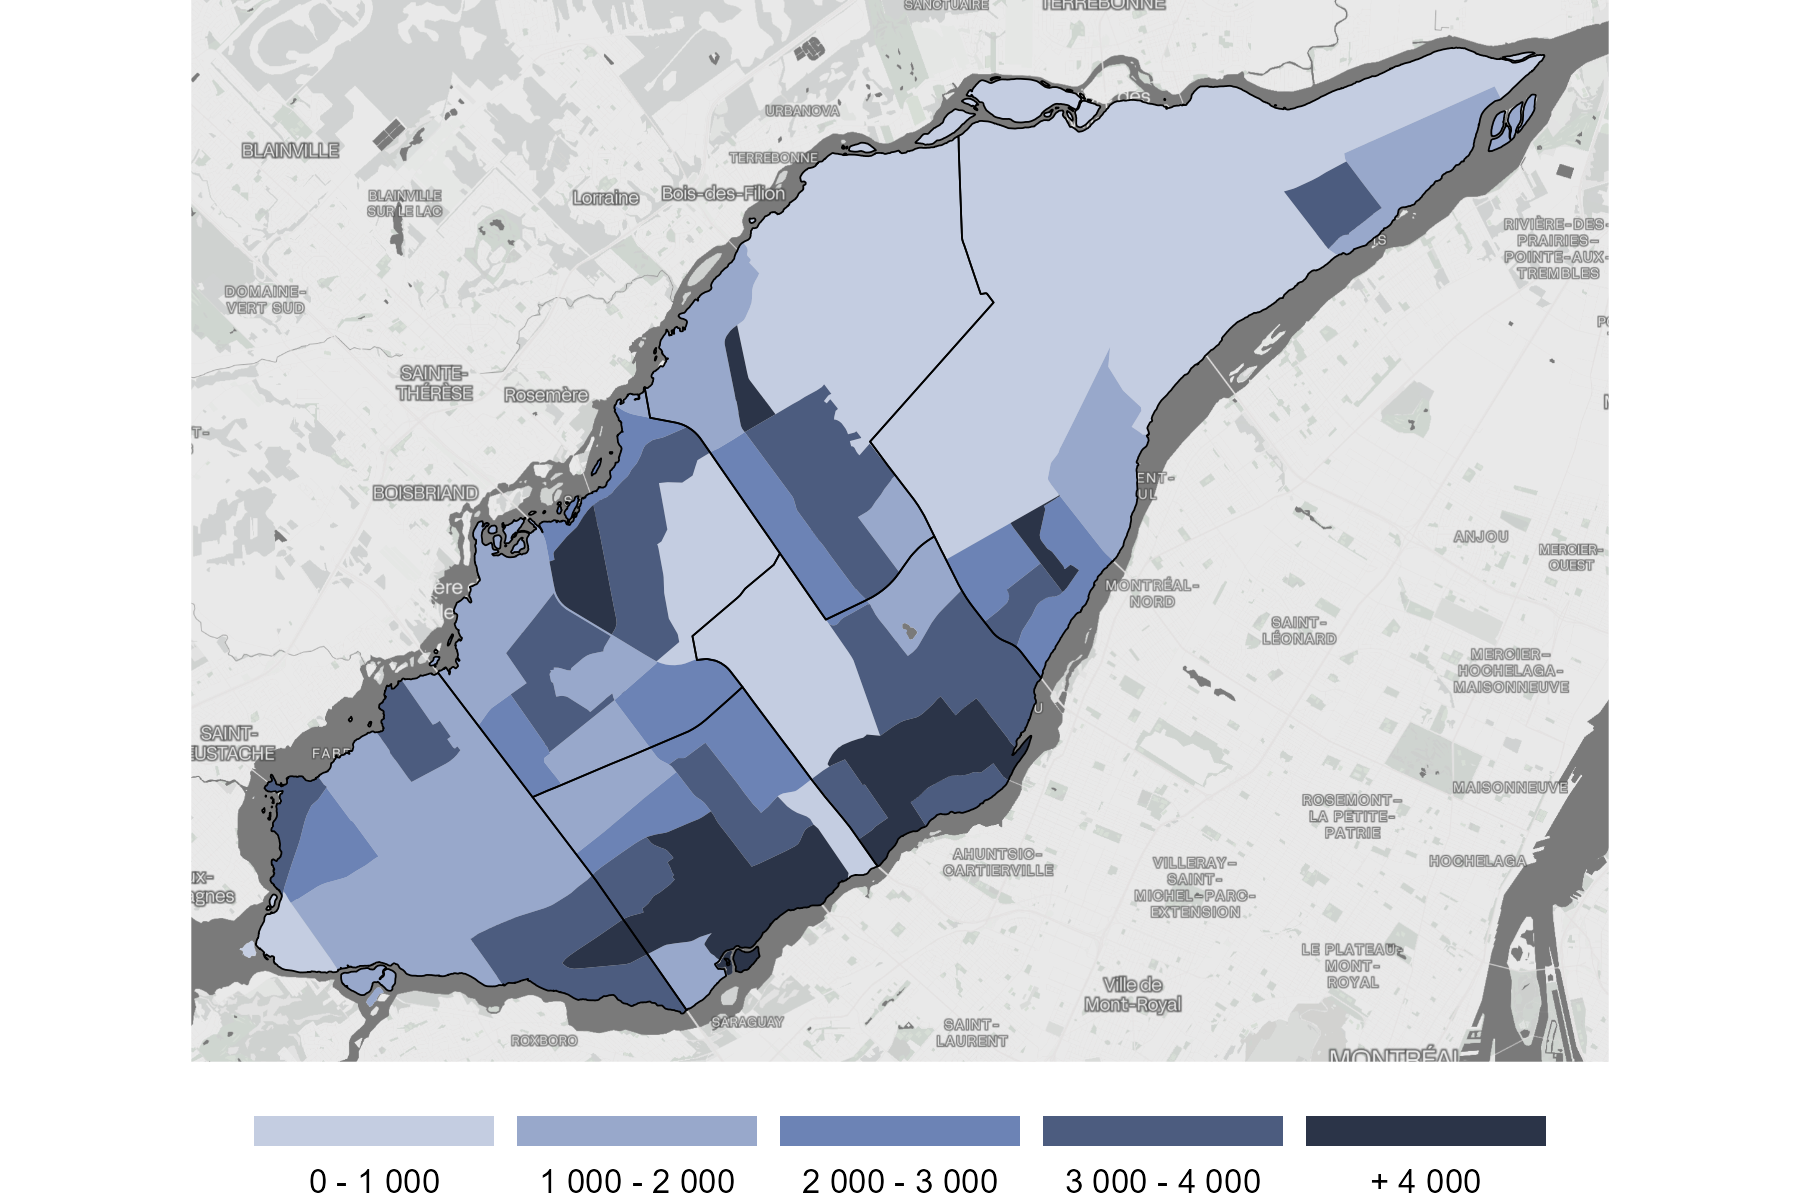 SANCTUAIRE
TERREBONNE
URBANOVA
BLAINVILLE
TERREBONNE
BLAINVILLE
SUR LE LAC
Lorraine
Bois-des-Filion
RIVIÈRE-DES-
PRAIRIES-
POINTE-AUX-
TREMBLES
DOMAINE-
VERT SUD
SAINTE-
THÉRÈSE
Rosemère
BOISBRIAND
ANJOU
MERCIER-
OUEST
MONTRÉAL-
NORD
SAINT-
LÉONARD
MERCIER-
HOCHELAGA-
MAISONNEUVE
SAINT-
EUSTACHE
MAISONNEUVE
ROSEMONT-
LA PETITE-
PATRIE
AHUNTSIC-
CARTIERVILLE
VILLERAY-
SAINT-
MICHEL-PARC-
EXTENSION
HOCHELAGA
LE PLATEAU-
MONT-
ROYAL
Ville de
Mont-Royal
SARAGUAY
ROXBORO
SAINT-
LAURENT
MONTRÉAL
0 - 1 000
1 000 - 2 000
2 000 - 3 000
3 000 - 4 000
+ 4 000